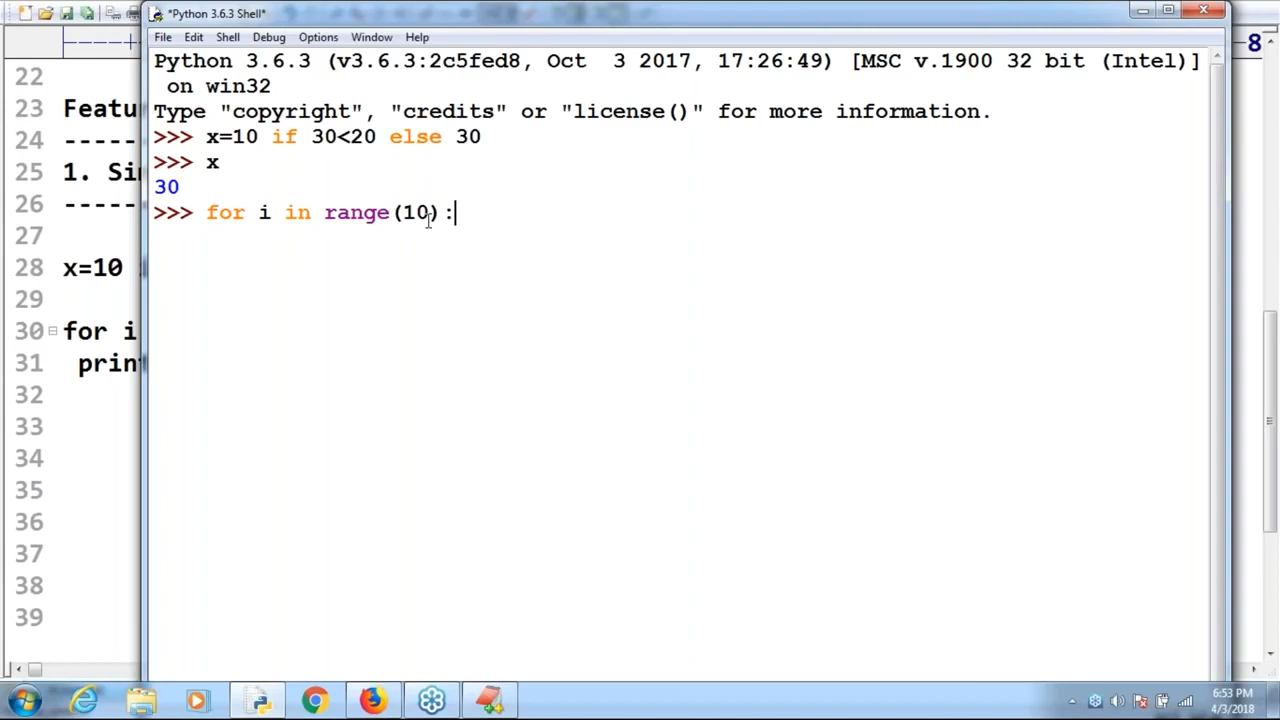 *Python 3.6.3 Shell*
File Edit Shell Debug Options Window Help
Python 3.6.3 (v3.6.3:2c5fed8, Oct  3 2017, 17:26:49) [MSC v.1900 32 bit (Intel)]
 on win32
Type "copyright", "credits" or "license()" for more information.
>>> x=10 if 30<20 else 30
>>> x
30
>>> for i in range(10):
8
22
23 Featu
24 -----
25 1. Si
26 -----
27
28 x=10
29
30 for i
31 prin
32
33
34
35
36
37
38
39
6:53 PM
4/3/2018